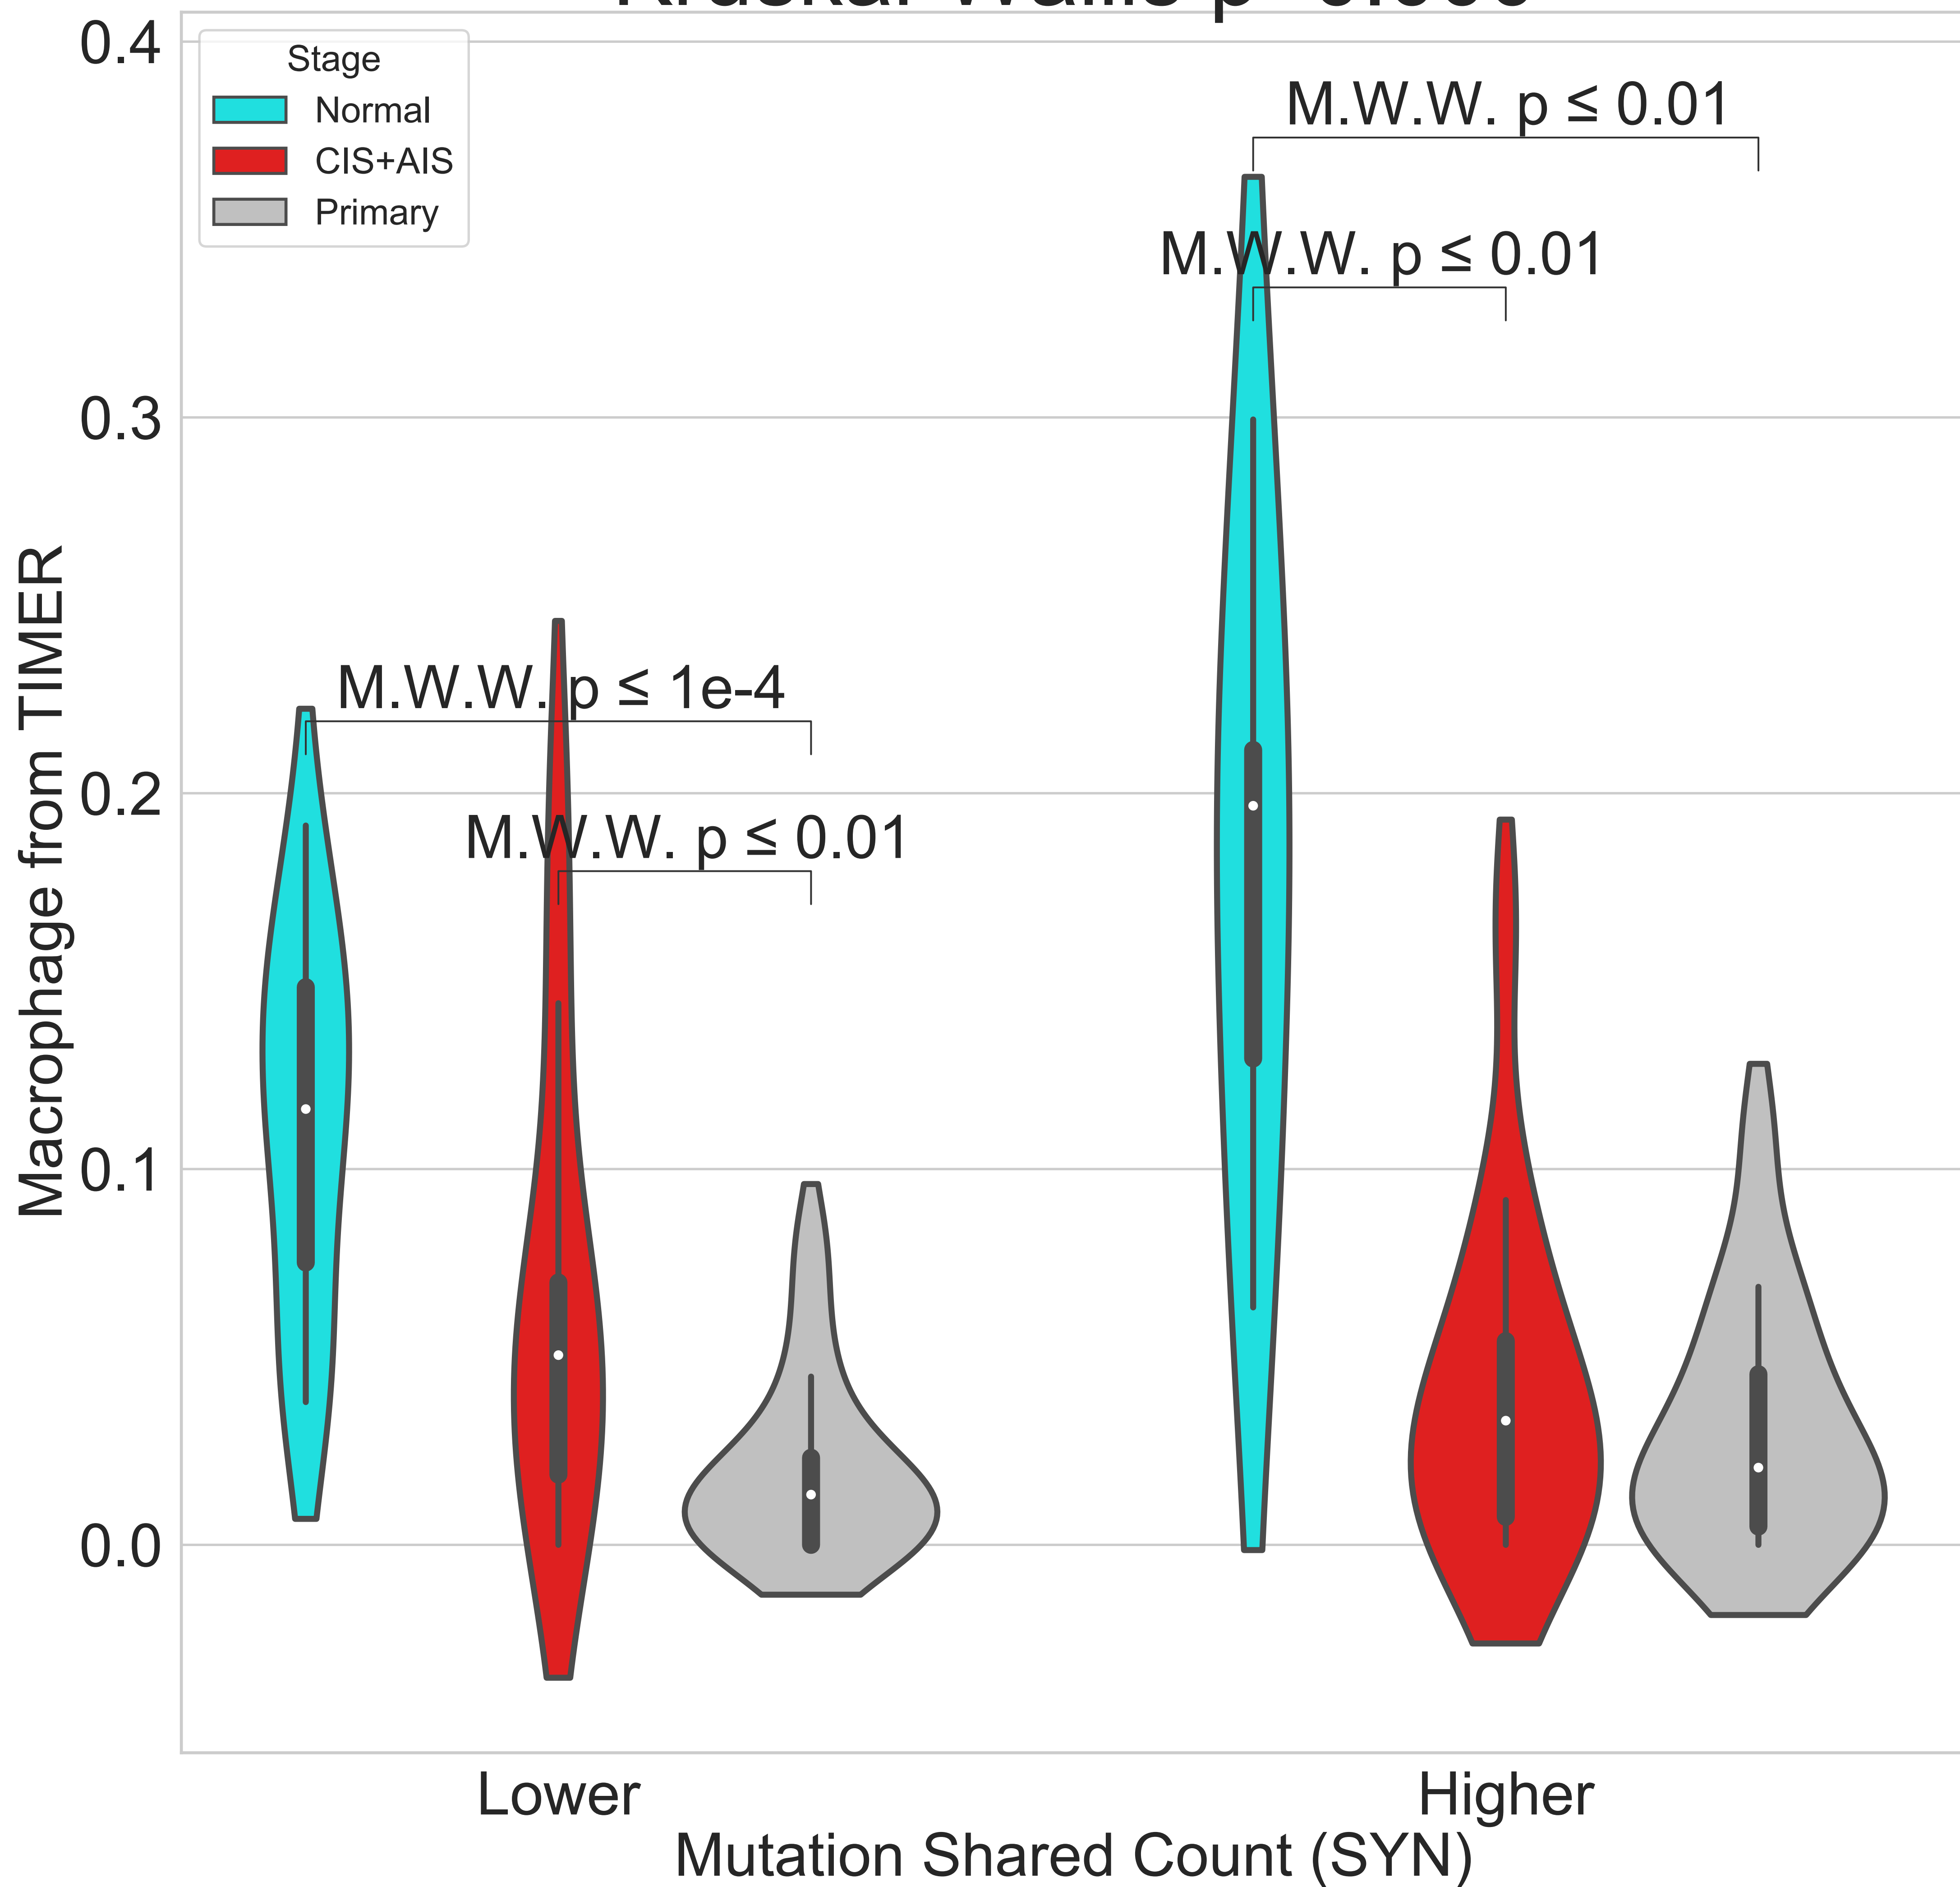 0.4
0.3
0.2
0.1
0.0
Macrophage from TIMER
Stage
Normal
CIS+AIS
Primary
M.W.W. p ≤ 0.01
M.W.W. p ≤ 0.01
M.W.W. p ≤ 1e-4
M.W.W. p ≤ 0.01
Lower
Higher
Mutation Shared Count (SYN)